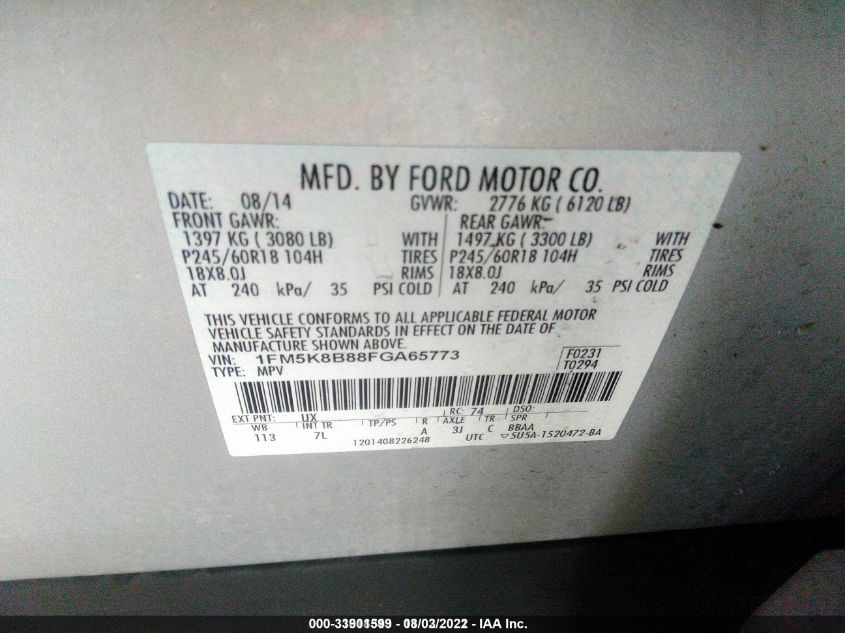 MFD. BY FORD MOTOR CO.
DATE: 08/14 GVWR: 2776 KG ( 6120 LB)
FRONT GAWR: REAR GAWR:
1397 KG ( 3080 LB) WITH 1497 KG ( 3300 LB) WITH
P245/60R18 104H TIRES P245/60R18 104H TIRES
18X8.0J RIMS 18X8.0J RIMS
AT 240 kPa/ 35 PSI COLD AT 240 kPa/ 35 PSI COLD
THIS VEHICLE CONFORMS TO ALL APPLICABLE FEDERAL MOTOR
VEHICLE SAFETY STANDARDS IN EFFECT ON THE DATE OF
MANUFACTURE SHOWN ABOVE.
VIN: 1FM5K8B88FGA65773 F0231
TYPE: MPV T0294
EXT PNT: UX RC: 74 DSO:
WB INT TR TP/PS R AXLE TR SPR
113 7L A 3J C BBAA
1201408226248 UTC ▽5U5A-1520472-BA
000-33901599 - 08/03/2022 - IAA Inc.